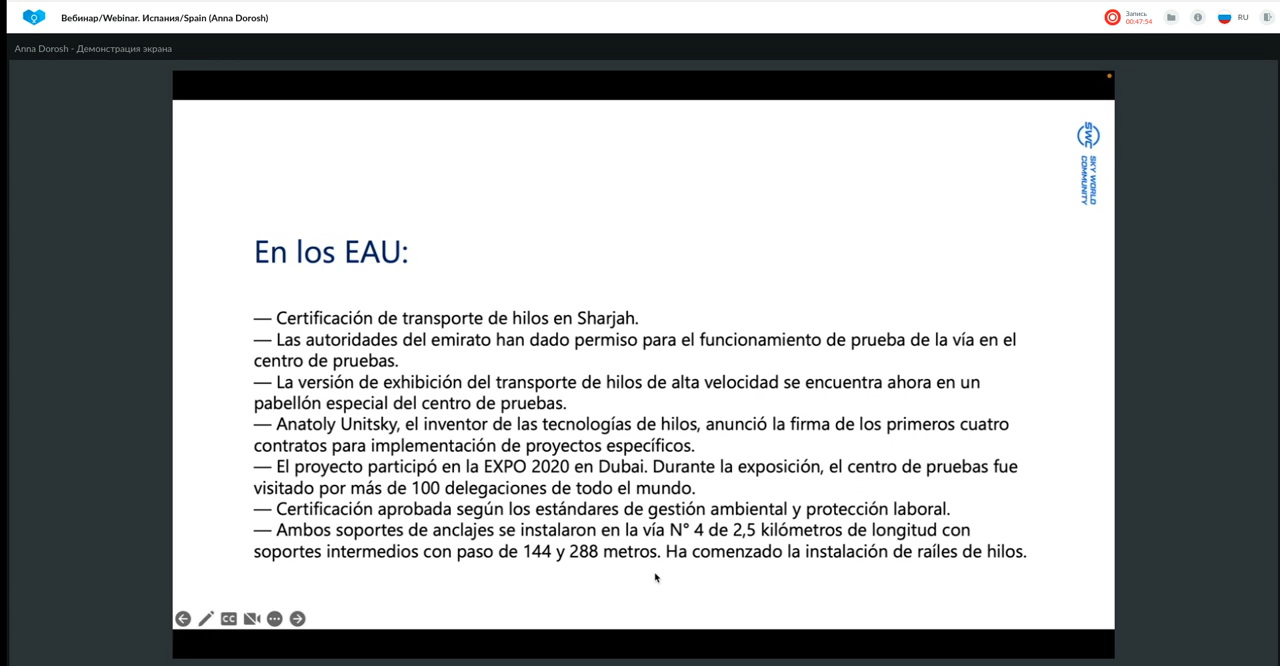 Вебинар/Webinar. Испания/Spain (Anna Dorosh)
Запись
00:47:54
RU
Anna Dorosh - Демонстрация экрана
SWC
SKY WORLD
COMMUNITY
En los EAU:
— Certificación de transporte de hilos en Sharjah.
— Las autoridades del emirato han dado permiso para el funcionamiento de prueba de la vía en el
centro de pruebas.
— La versión de exhibición del transporte de hilos de alta velocidad se encuentra ahora en un
pabellón especial del centro de pruebas.
— Anatoly Unitsky, el inventor de las tecnologías de hilos, anunció la firma de los primeros cuatro
contratos para implementación de proyectos específicos.
— El proyecto participó en la EXPO 2020 en Dubai. Durante la exposición, el centro de pruebas fue
visitado por más de 100 delegaciones de todo el mundo.
— Certificación aprobada según los estándares de gestión ambiental y protección laboral.
— Ambos soportes de anclajes se instalaron en la vía N° 4 de 2,5 kilómetros de longitud con
soportes intermedios con paso de 144 y 288 metros. Ha comenzado la instalación de raíles de hilos.
CC